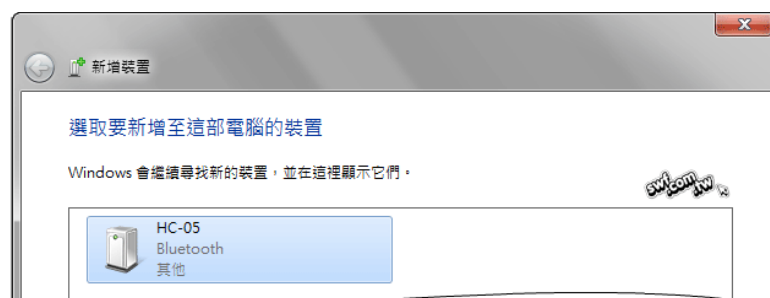 新增裝置
選取要新增至這部電腦的裝置
Windows 會繼續尋找新的裝置，並在這裡顯示它們。
swf.com.tw
HC-05
Bluetooth
其他